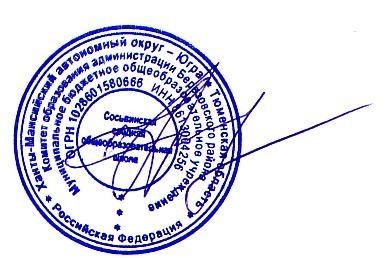 Ханты-Мансийский автономный округ – Югра * Тюменская область *
Российская Федерация *
Комитет образования администрации Березовского района
Муниципальное бюджетное общеобразовательное учреждение
ОГРН 1028601580666 ИНН
Сосьвинская
средняя
общеобразовательная
школа